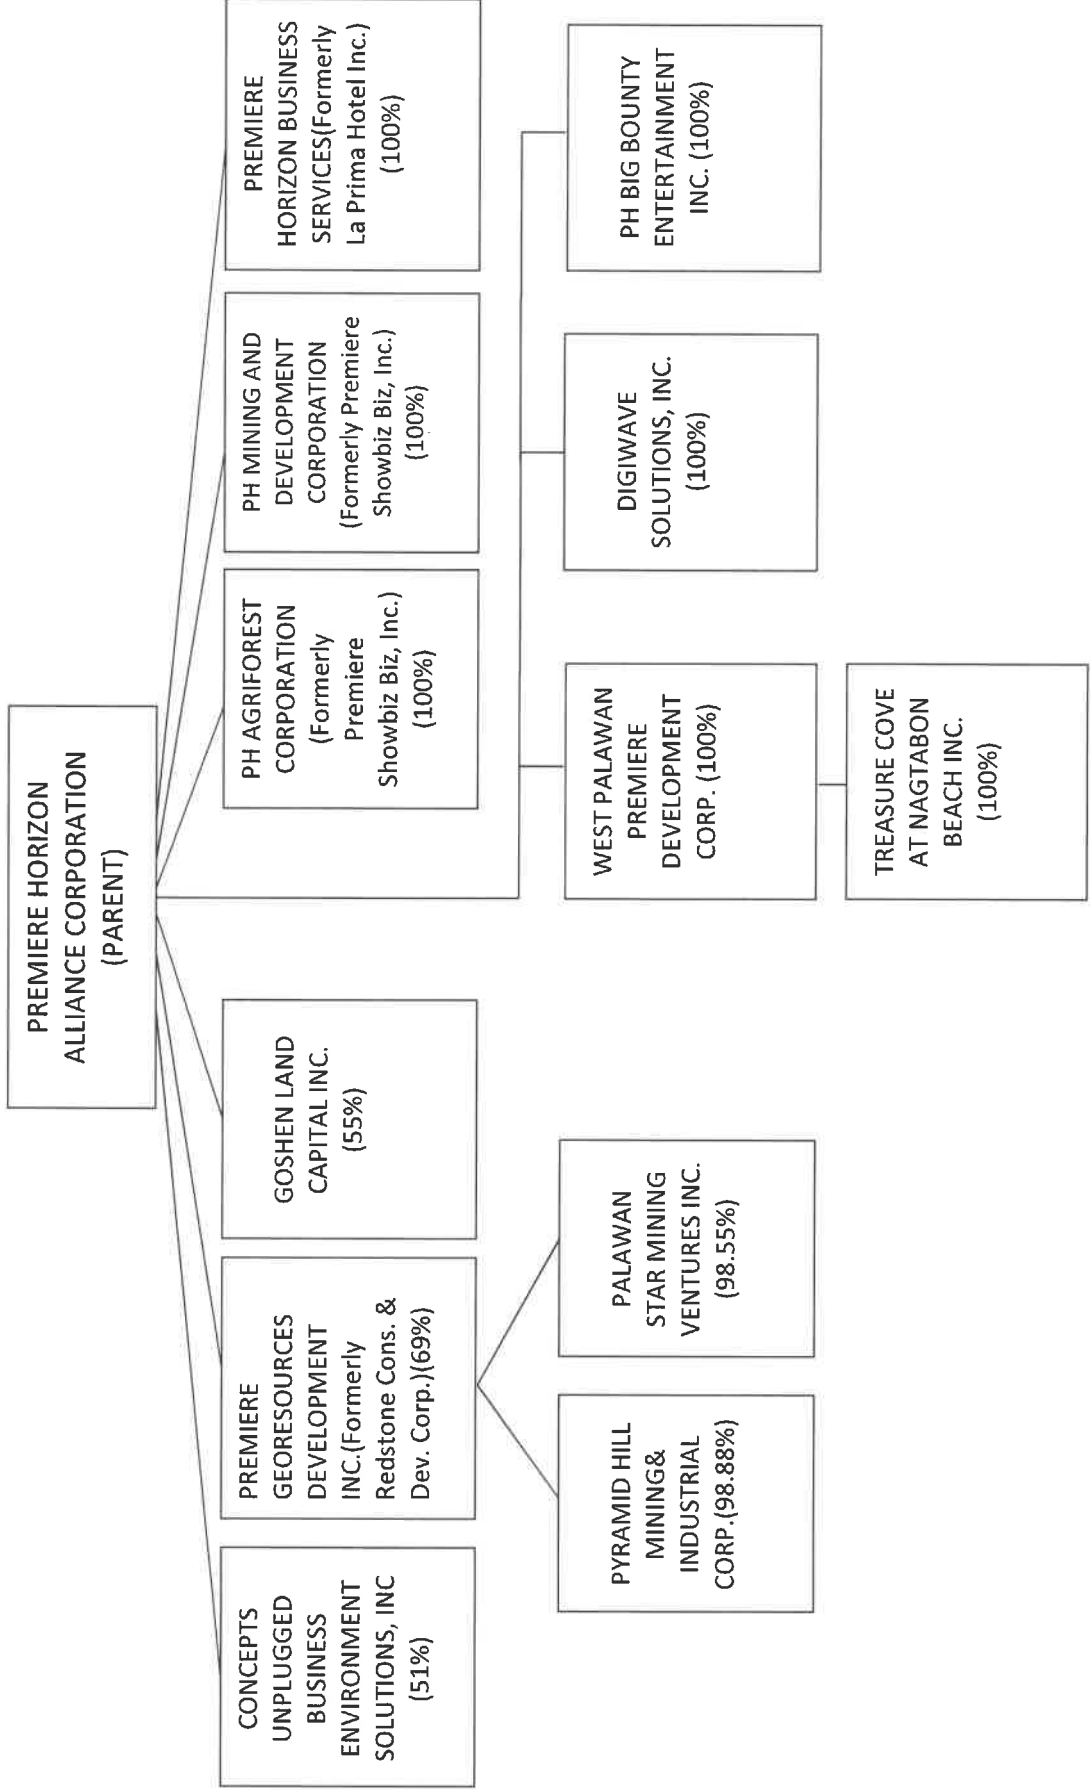 PREMIERE HORIZON
ALLIANCE CORPORATION
(PARENT)
CONCEPTS
UNPLUGGED
BUSINESS
ENVIRONMENT
SOLUTIONS, INC
(51%)
PREMIERE
GEORESOURCES
DEVELOPMENT
INC.(Formerly
Redstone Cons. &
Dev. Corp.)(69%)
GOSHEN LAND
CAPITAL INC.
(55%)
PH AGRIFOREST
CORPORATION
(Formerly
Premiere
Showbiz Biz, Inc.)
(100%)
PH MINING AND
DEVELOPMENT
CORPORATION
(Formerly Premiere
Showbiz Biz, Inc.)
(100%)
PREMIERE
HORIZON BUSINESS
SERVICES(Formerly
La Prima Hotel Inc.)
(100%)
PYRAMID HILL
MINING&
INDUSTRIAL
CORP.(98.88%)
PALAWAN
STAR MINING
VENTURES INC.
(98.55%)
WEST PALAWAN
PREMIERE
DEVELOPMENT
CORP. (100%)
DIGIWAVE
SOLUTIONS, INC.
(100%)
PH BIG BOUNTY
ENTERTAINMENT
INC. (100%)
TREASURE COVE
AT NAGTABON
BEACH INC.
(100%)